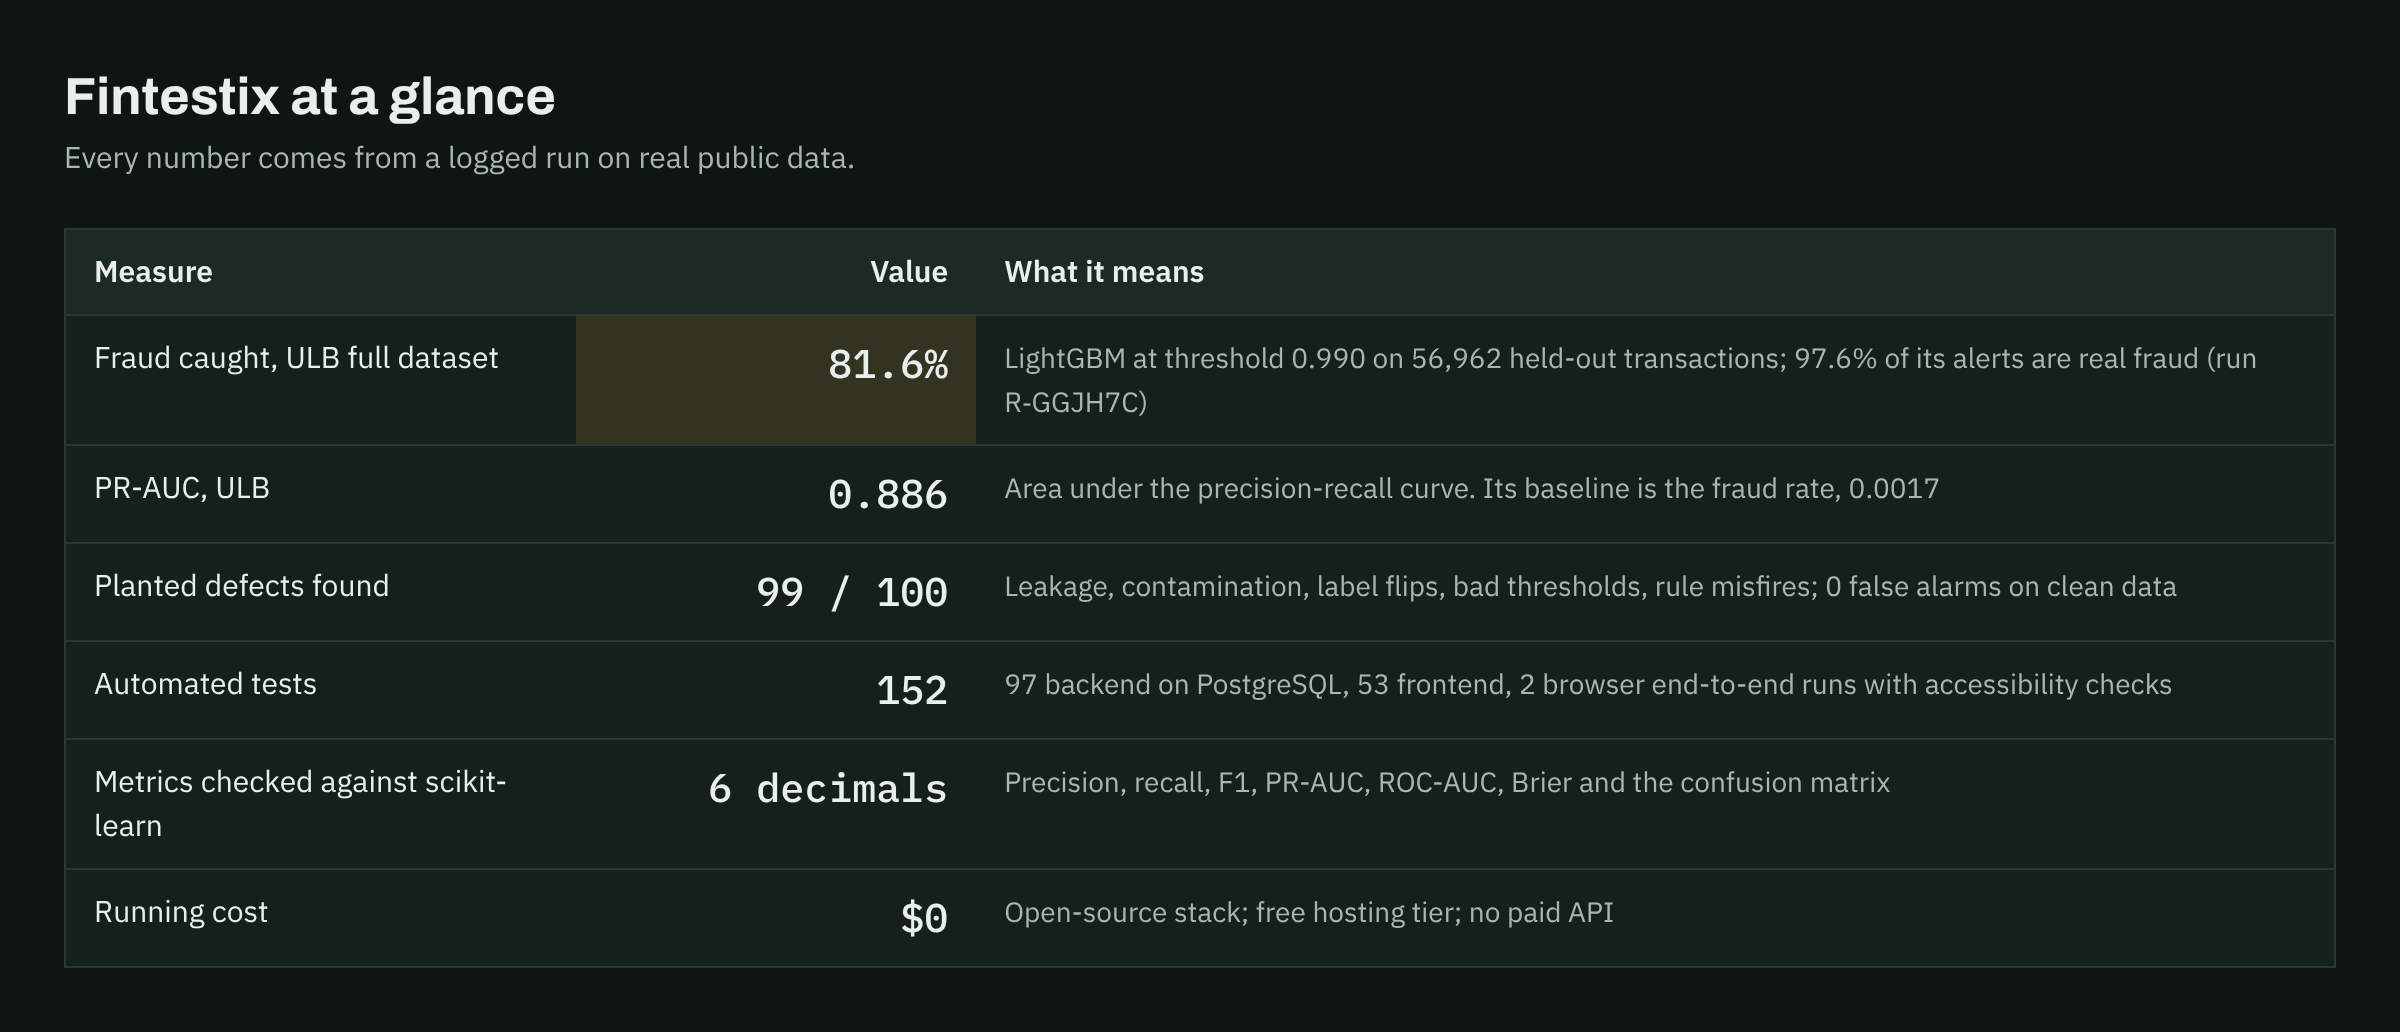 Fintestix at a glance
Every number comes from a logged run on real public data.
Measure Value What it means
Fraud caught, ULB full dataset 81.6% LightGBM at threshold 0.990 on 56,962 held-out transactions; 97.6% of its alerts are real fraud (run
R-GGJH7C)
PR-AUC, ULB 0.886 Area under the precision-recall curve. Its baseline is the fraud rate, 0.0017
Planted defects found 99 / 100 Leakage, contamination, label flips, bad thresholds, rule misfires; 0 false alarms on clean data
Automated tests 152 97 backend on PostgreSQL, 53 frontend, 2 browser end-to-end runs with accessibility checks
Metrics checked against scikit- 6 decimals Precision, recall, F1, PR-AUC, ROC-AUC, Brier and the confusion matrix
learn
Running cost $0 Open-source stack; free hosting tier; no paid API